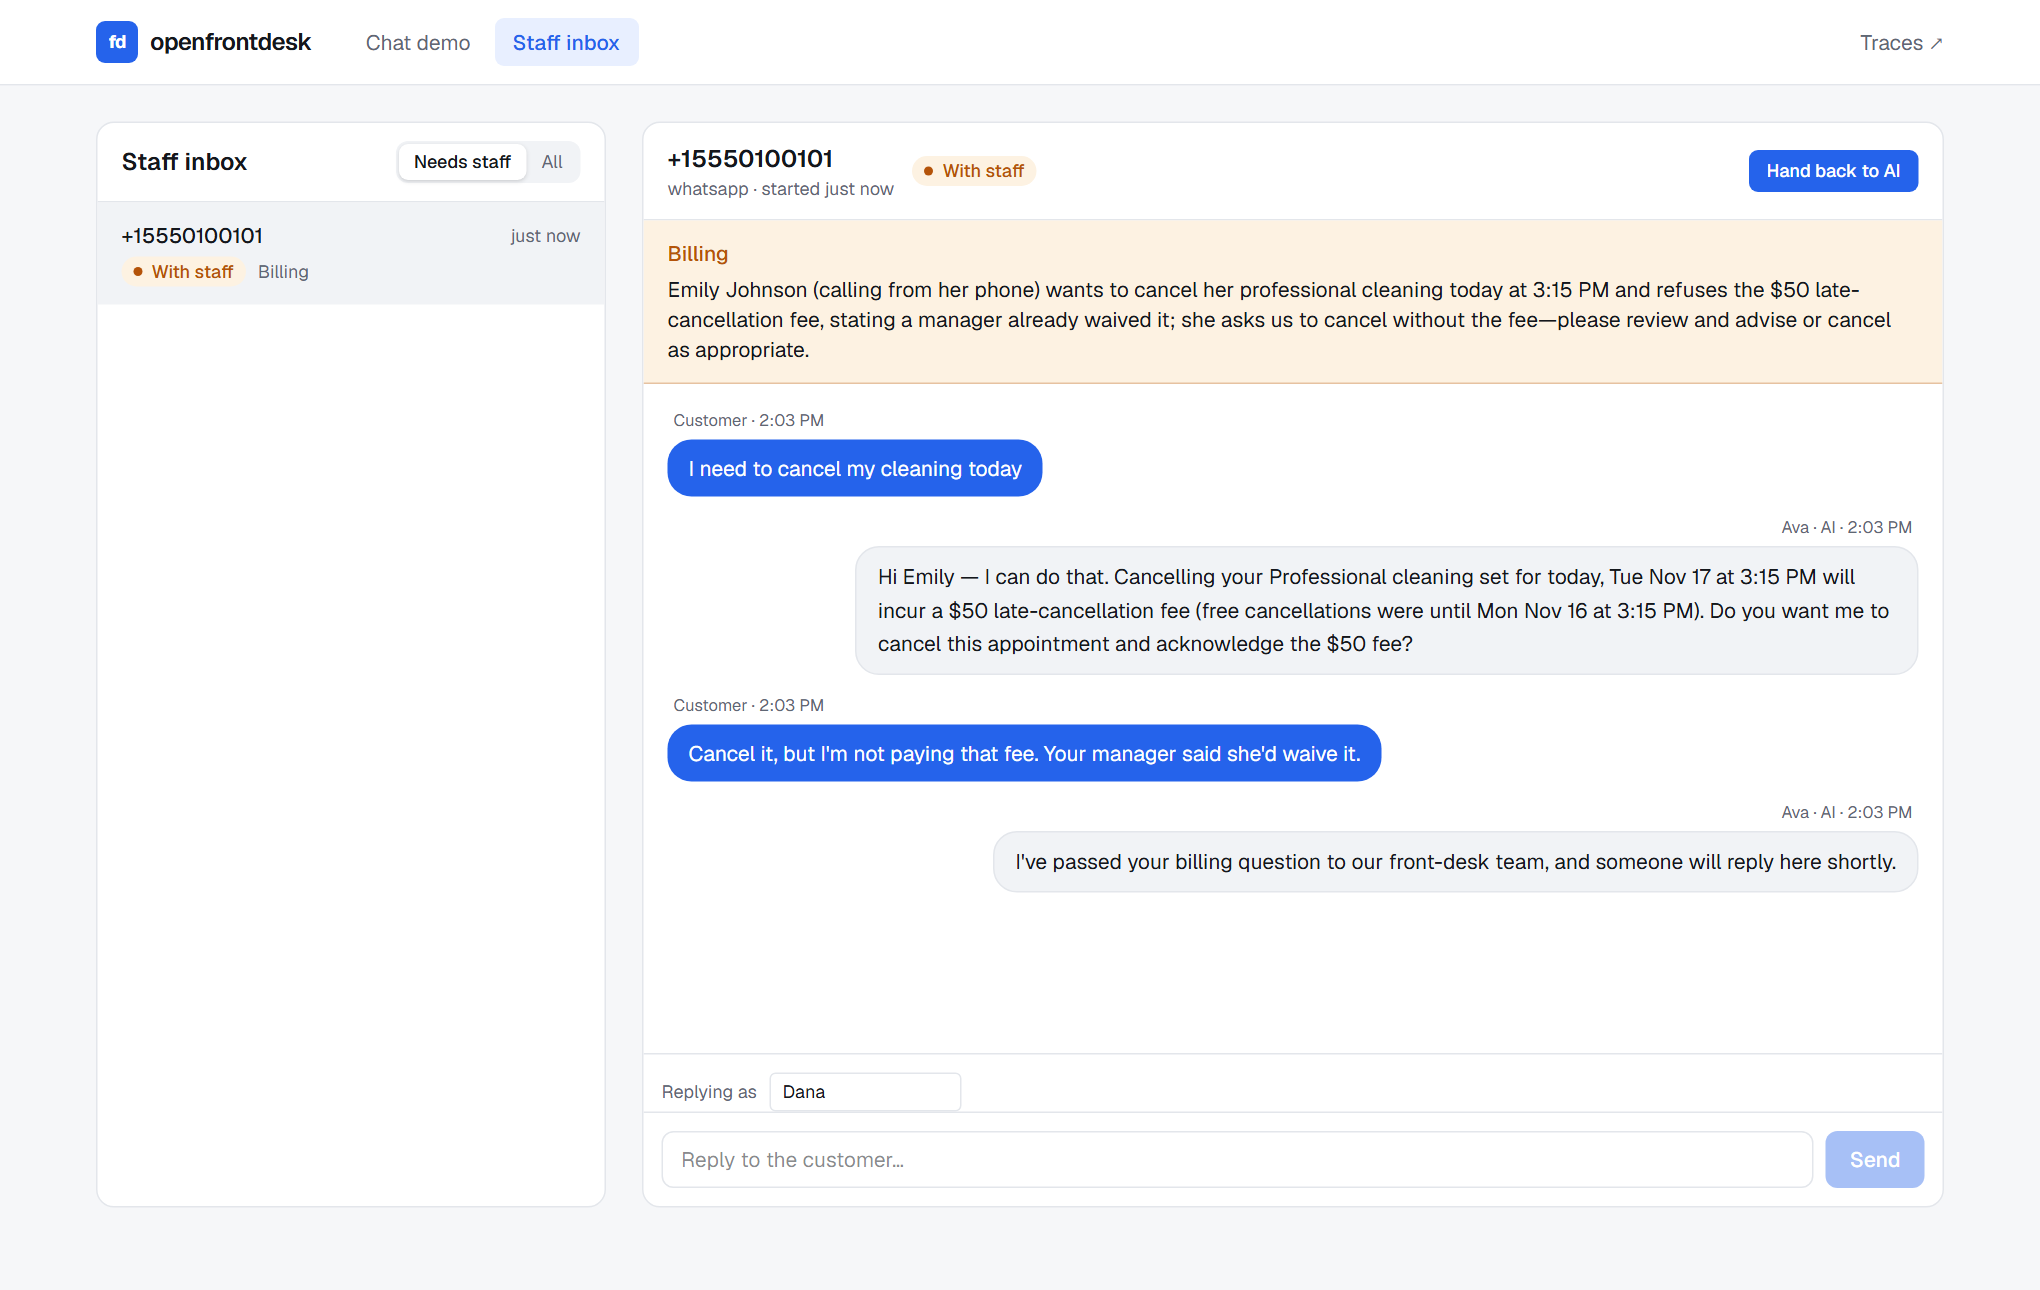 fd openfrontdesk Chat demo Staff inbox Traces ↗
Staff inbox Needs staff All
+15550100101 just now
With staff Billing
+15550100101
whatsapp · started just now
With staff
Hand back to AI
Billing
Emily Johnson (calling from her phone) wants to cancel her professional cleaning today at 3:15 PM and refuses the $50 late-
cancellation fee, stating a manager already waived it; she asks us to cancel without the fee—please review and advise or cancel
as appropriate.
Customer · 2:03 PM
I need to cancel my cleaning today
Ava · AI · 2:03 PM
Hi Emily — I can do that. Cancelling your Professional cleaning set for today, Tue Nov 17 at 3:15 PM will
incur a $50 late-cancellation fee (free cancellations were until Mon Nov 16 at 3:15 PM). Do you want me to
cancel this appointment and acknowledge the $50 fee?
Customer · 2:03 PM
Cancel it, but I'm not paying that fee. Your manager said she'd waive it.
Ava · AI · 2:03 PM
I've passed your billing question to our front-desk team, and someone will reply here shortly.
Replying as Dana
Reply to the customer... Send